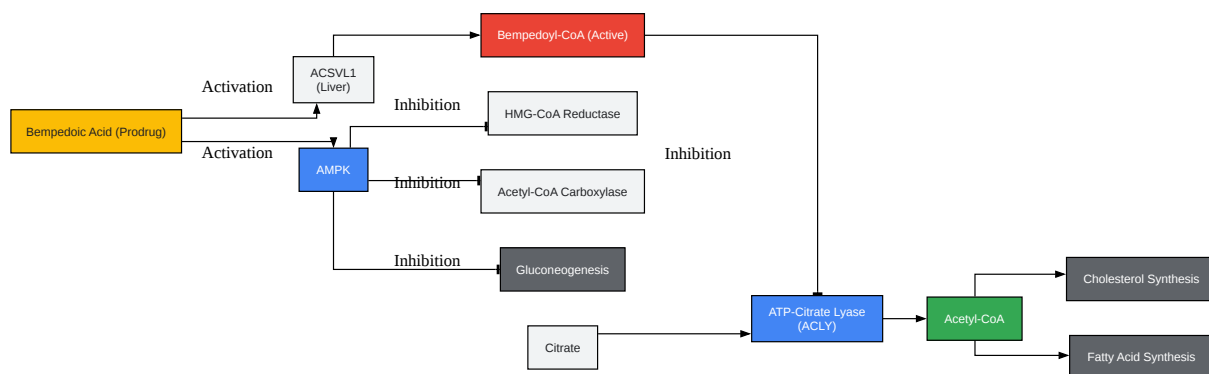 Bempedoyl-CoA (Active)
ACSVL1
(Liver)
Activation
Inhibition
HMG-CoA Reductase
Bempedoic Acid (Prodrug)
Activation
Inhibition
AMPK
Inhibition
Acetyl-CoA Carboxylase
Inhibition
Gluconeogenesis
Cholesterol Synthesis
ATP-Citrate Lyase
(ACLY)
Acetyl-CoA
Citrate
Fatty Acid Synthesis